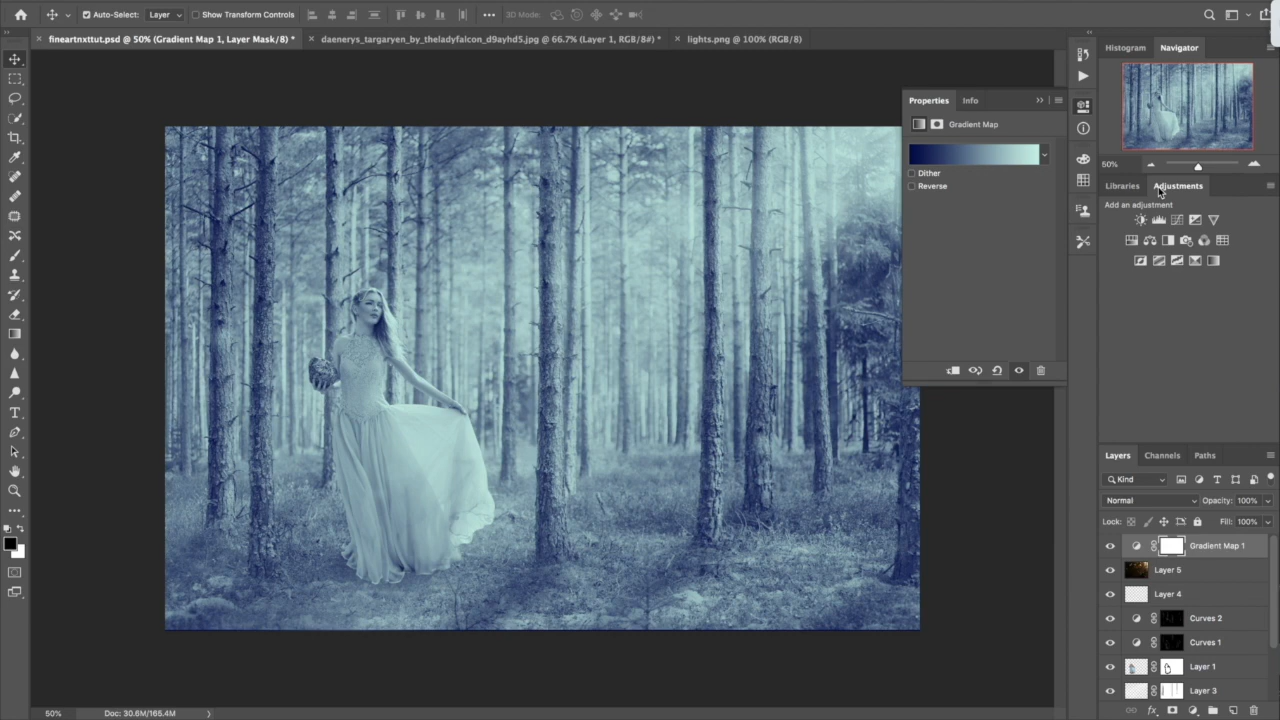 Auto-Select: Layer Show Transform Controls 3D Mode:
fineartnxttut.psd @ 50% (Gradient Map 1, Layer Mask/8) * daenerys_targaryen_by_theladyfalcon_d9ayhd5.jpg @ 66.7% (Layer 1, RGB/8#) * lights.png @ 100% (RGB/8)
Histogram Navigator
Properties Info
Gradient Map
Dither
Reverse
50%
Libraries Adjustments
Add an adjustment
Layers Channels Paths
Kind
Normal Opacity: 100%
Lock: Fill: 100%
Gradient Map 1
Layer 5
Layer 4
Curves 2
Curves 1
Layer 1
Layer 3
50% Doc: 30.6M/165.4M